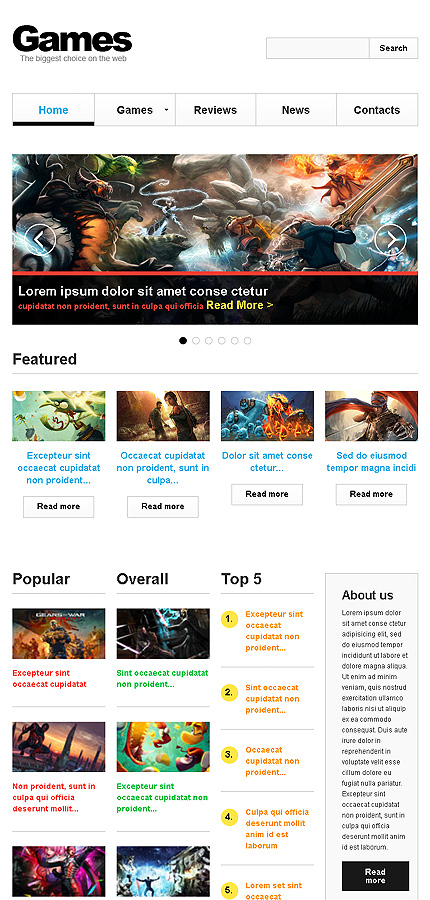 Games
The biggest choice on the web
Search
Home
Games
Reviews
News
Contacts
Lorem ipsum dolor sit amet conse ctetur
cupidatat non proident, sunt in culpa qui officia Read More >
Featured
Excepteur sint
occaecat cupidatat
non proident...
Read more
Occaecat cupidatat
non proident, sunt in
culpa...
Read more
Dolor sit amet conse
ctetur...
Read more
Sed do eiusmod
tempor magna incidi
Read more
Popular
GEARS OF WAR
Excepteur sint
occaecat cupidatat
Non proident, sunt in
culpa qui officia
deserunt mollit...
Overall
Sint occaecat cupidatat
non proident...
Excepteur sint
occaecat cupidatat non
proident...
Top 5
1.
Excepteur sint
occaecat
cupidatat non
proident...
2.
Sint occaecat
cupidatat non
proident...
3.
Occaecat
cupidatat non
proident...
4.
Culpa qui officia
deserunt mollit
anim id est
laborum
5.
Lorem set sint
occaecat
About us
Lorem ipsum dolor
sit amet, consectetur
adipisicing elit, sed
do eiusmod tempor
incididunt ut labore et
dolore magna aliqua.
Ut enim ad minim
veniam, quis nostrud
exercitation ullamco
laboris nisi ut aliquip
ex ea commodo
consequat. Duis aute
irure dolor in
reprehenderit in
voluptate velit esse
cillum dolore eu
fugiat nulla pariatur.
Excepteur sint
occaecat cupidatat
non proident, sunt in
culpa qui officia
deserunt mollit anim
id est laborum.
Read
more